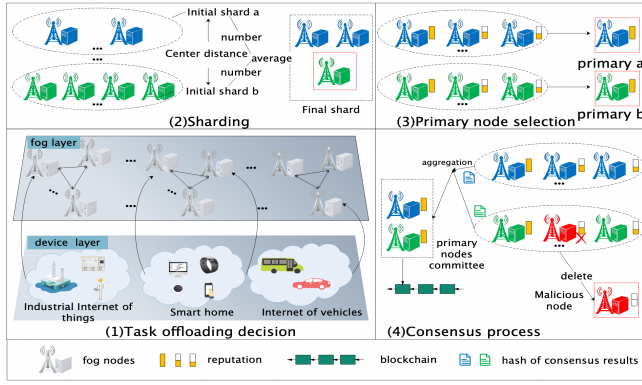 Initial shard a
number
Center distance
average
number
Initial shard b
Final shard
(2)Sharding
primary a
primary b
(3)Primary node selection
fog layer
device layer
Industrial Internet of
things
Smart home
Internet of vehicles
(1)Task offloading decision
aggregation
primary
nodes
committee
delete
Malicious
node
(4)Consensus process
fog nodes
reputation
blockchain
hash of consensus results